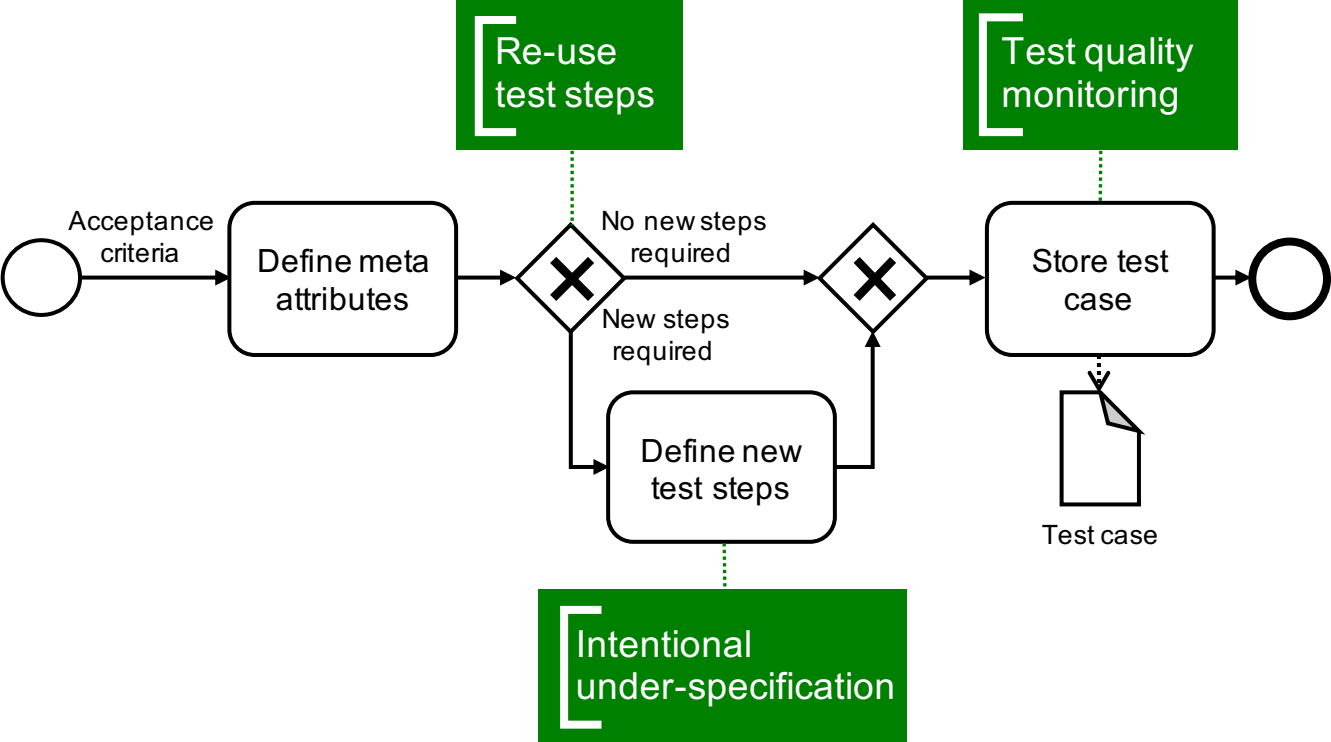 Re-use
test steps
Test quality
monitoring
Acceptance
criteria
Define meta
attributes
No new steps
required
New steps
required
Store test
case
Define new
test steps
Test case
Intentional
under-specification